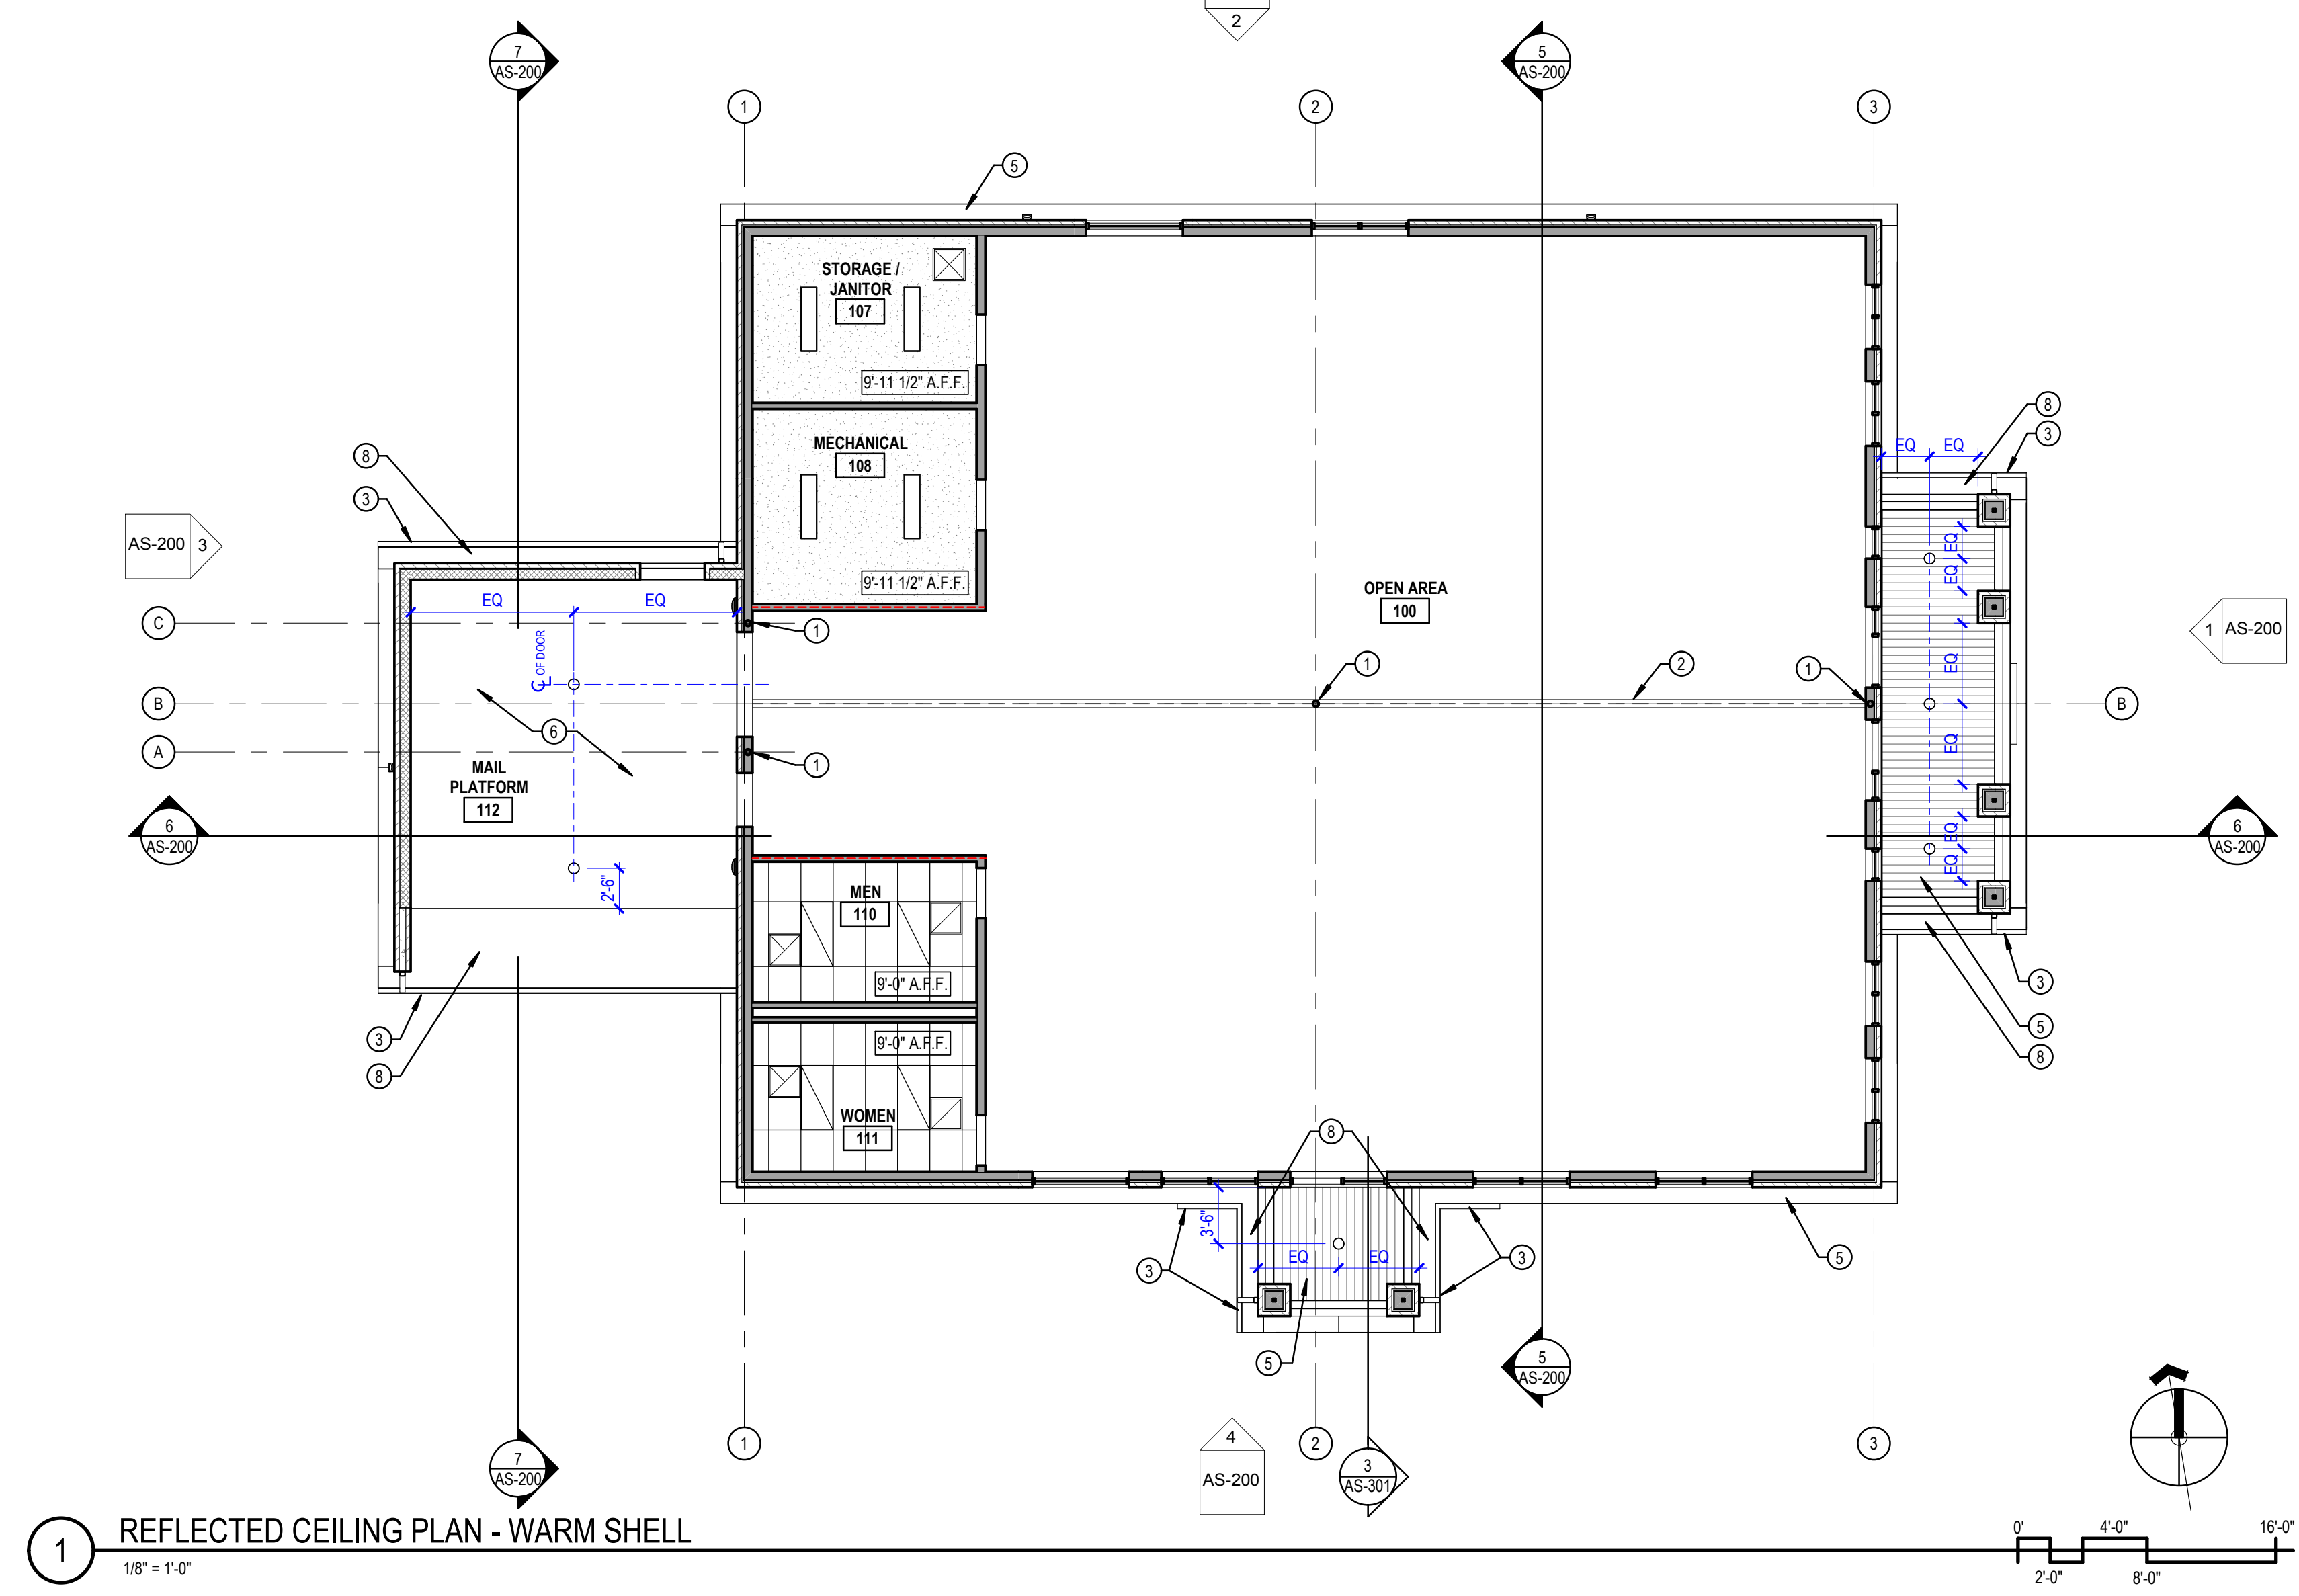 2
7
AS-200
5
AS-200
1
2
3
5
STORAGE /
JANITOR
107
9'-11 1/2" A.F.F.
MECHANICAL
108
9'-11 1/2" A.F.F.
8
3
8
3
EQ EQ
AS-200 3
EQ EQ
EQ
EQ
OPEN AREA
100
1 AS-200
C
1
℄ OF DOOR
EQ
1
2
1
B
B
6
EQ
A
1
MAIL
PLATFORM
112
6
AS-200
EQ
EQ
6
AS-200
2'-6"
MEN
110
9'-0" A.F.F.
3
9'-0" A.F.F.
3
5
8
8
WOMEN
111
8
3'-6"
EQ EQ
3
3
5
5
5
AS-200
1
2
3
4
AS-200
7
AS-200
3
AS-301
1
REFLECTED CEILING PLAN - WARM SHELL
1/8" = 1'-0"
0' 4'-0" 16'-0"
2'-0" 8'-0"